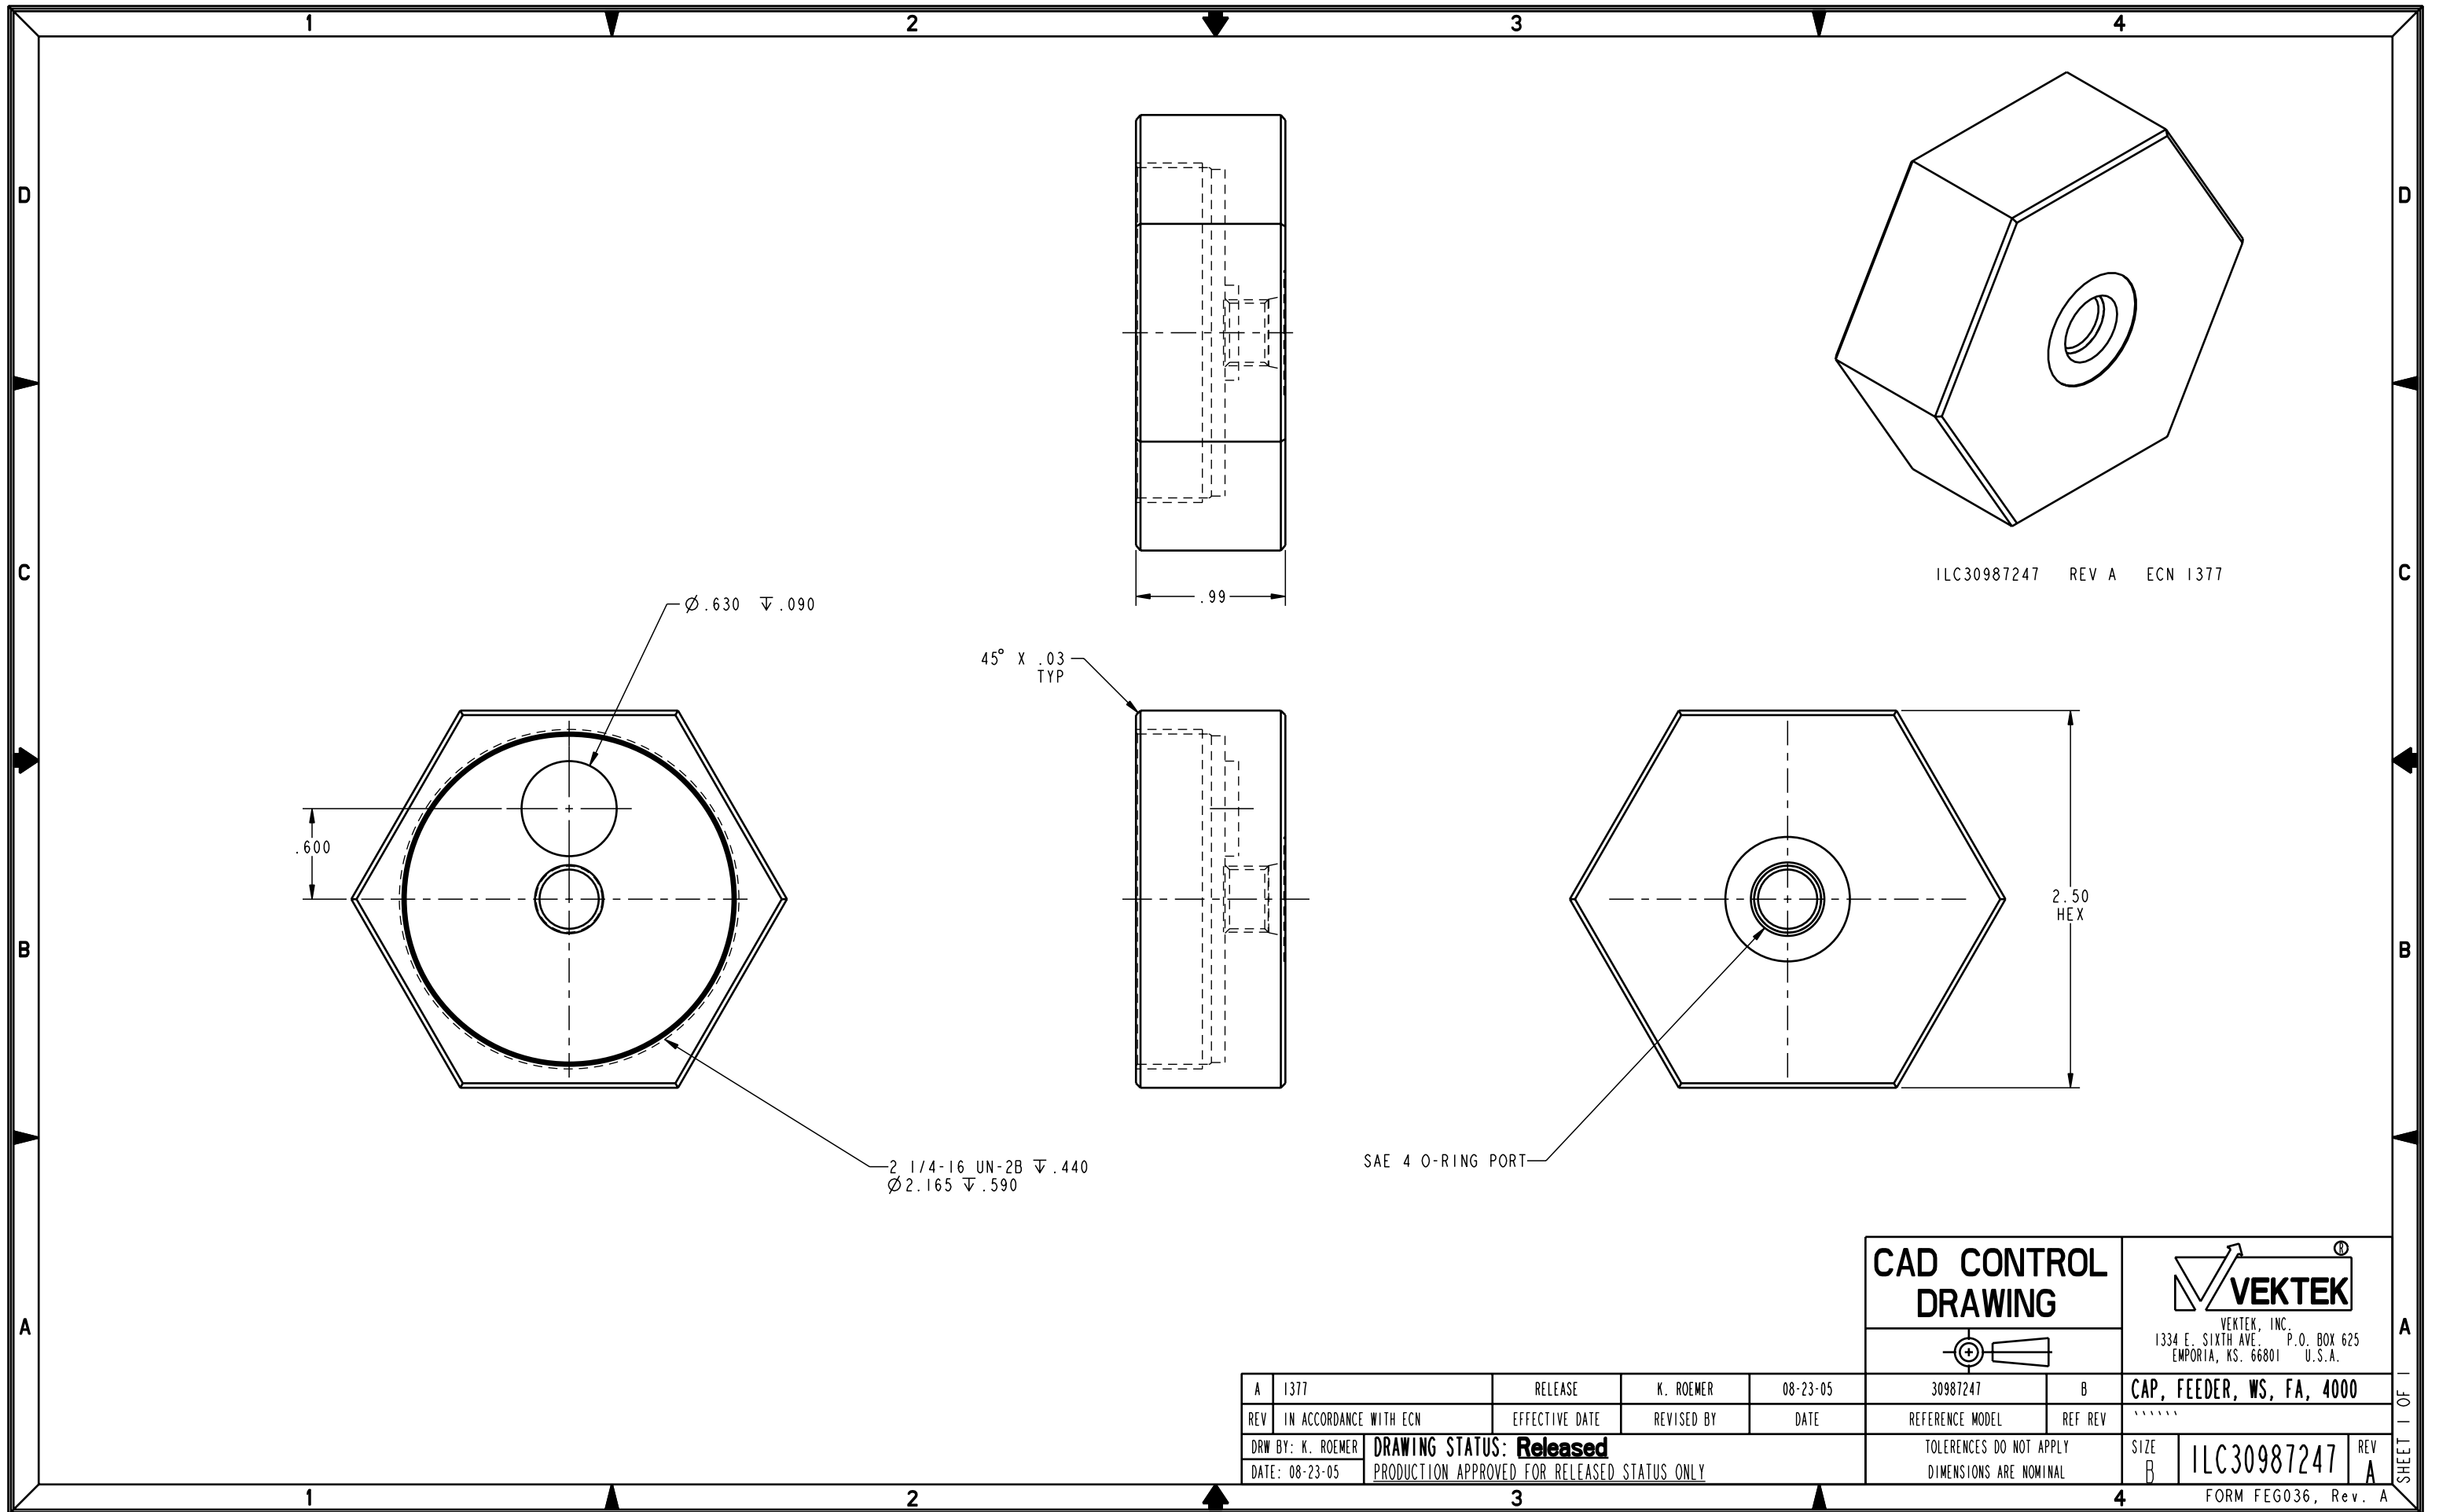 1 2 3 4
D D
C C
B B
A A
ILC30987247 REV A ECN 1377
.99
Ø.630 ↧.090
45° X .03
TYP
.600
2.50
HEX
2 1/4-16 UN-2B ↧.440
Ø2.165 ↧.590
SAE 4 O-RING PORT
CAD CONTROL
DRAWING
®
VEKTEK
VEKTEK, INC.
1334 E. SIXTH AVE. P.O. BOX 625
EMPORIA, KS. 66801 U.S.A.
A 1377 RELEASE K. ROEMER 08-23-05 30987247 B CAP, FEEDER, WS, FA, 4000
REV IN ACCORDANCE WITH ECN EFFECTIVE DATE REVISED BY DATE REFERENCE MODEL REF REV ``````
DRW BY: K. ROEMER DRAWING STATUS: Released
DATE: 08-23-05 PRODUCTION APPROVED FOR RELEASED STATUS ONLY
TOLERENCES DO NOT APPLY
DIMENSIONS ARE NOMINAL
SIZE
B
ILC30987247
REV
A
SHEET 1 OF 1
FORM FEG036, Rev. A
1 2 3 4